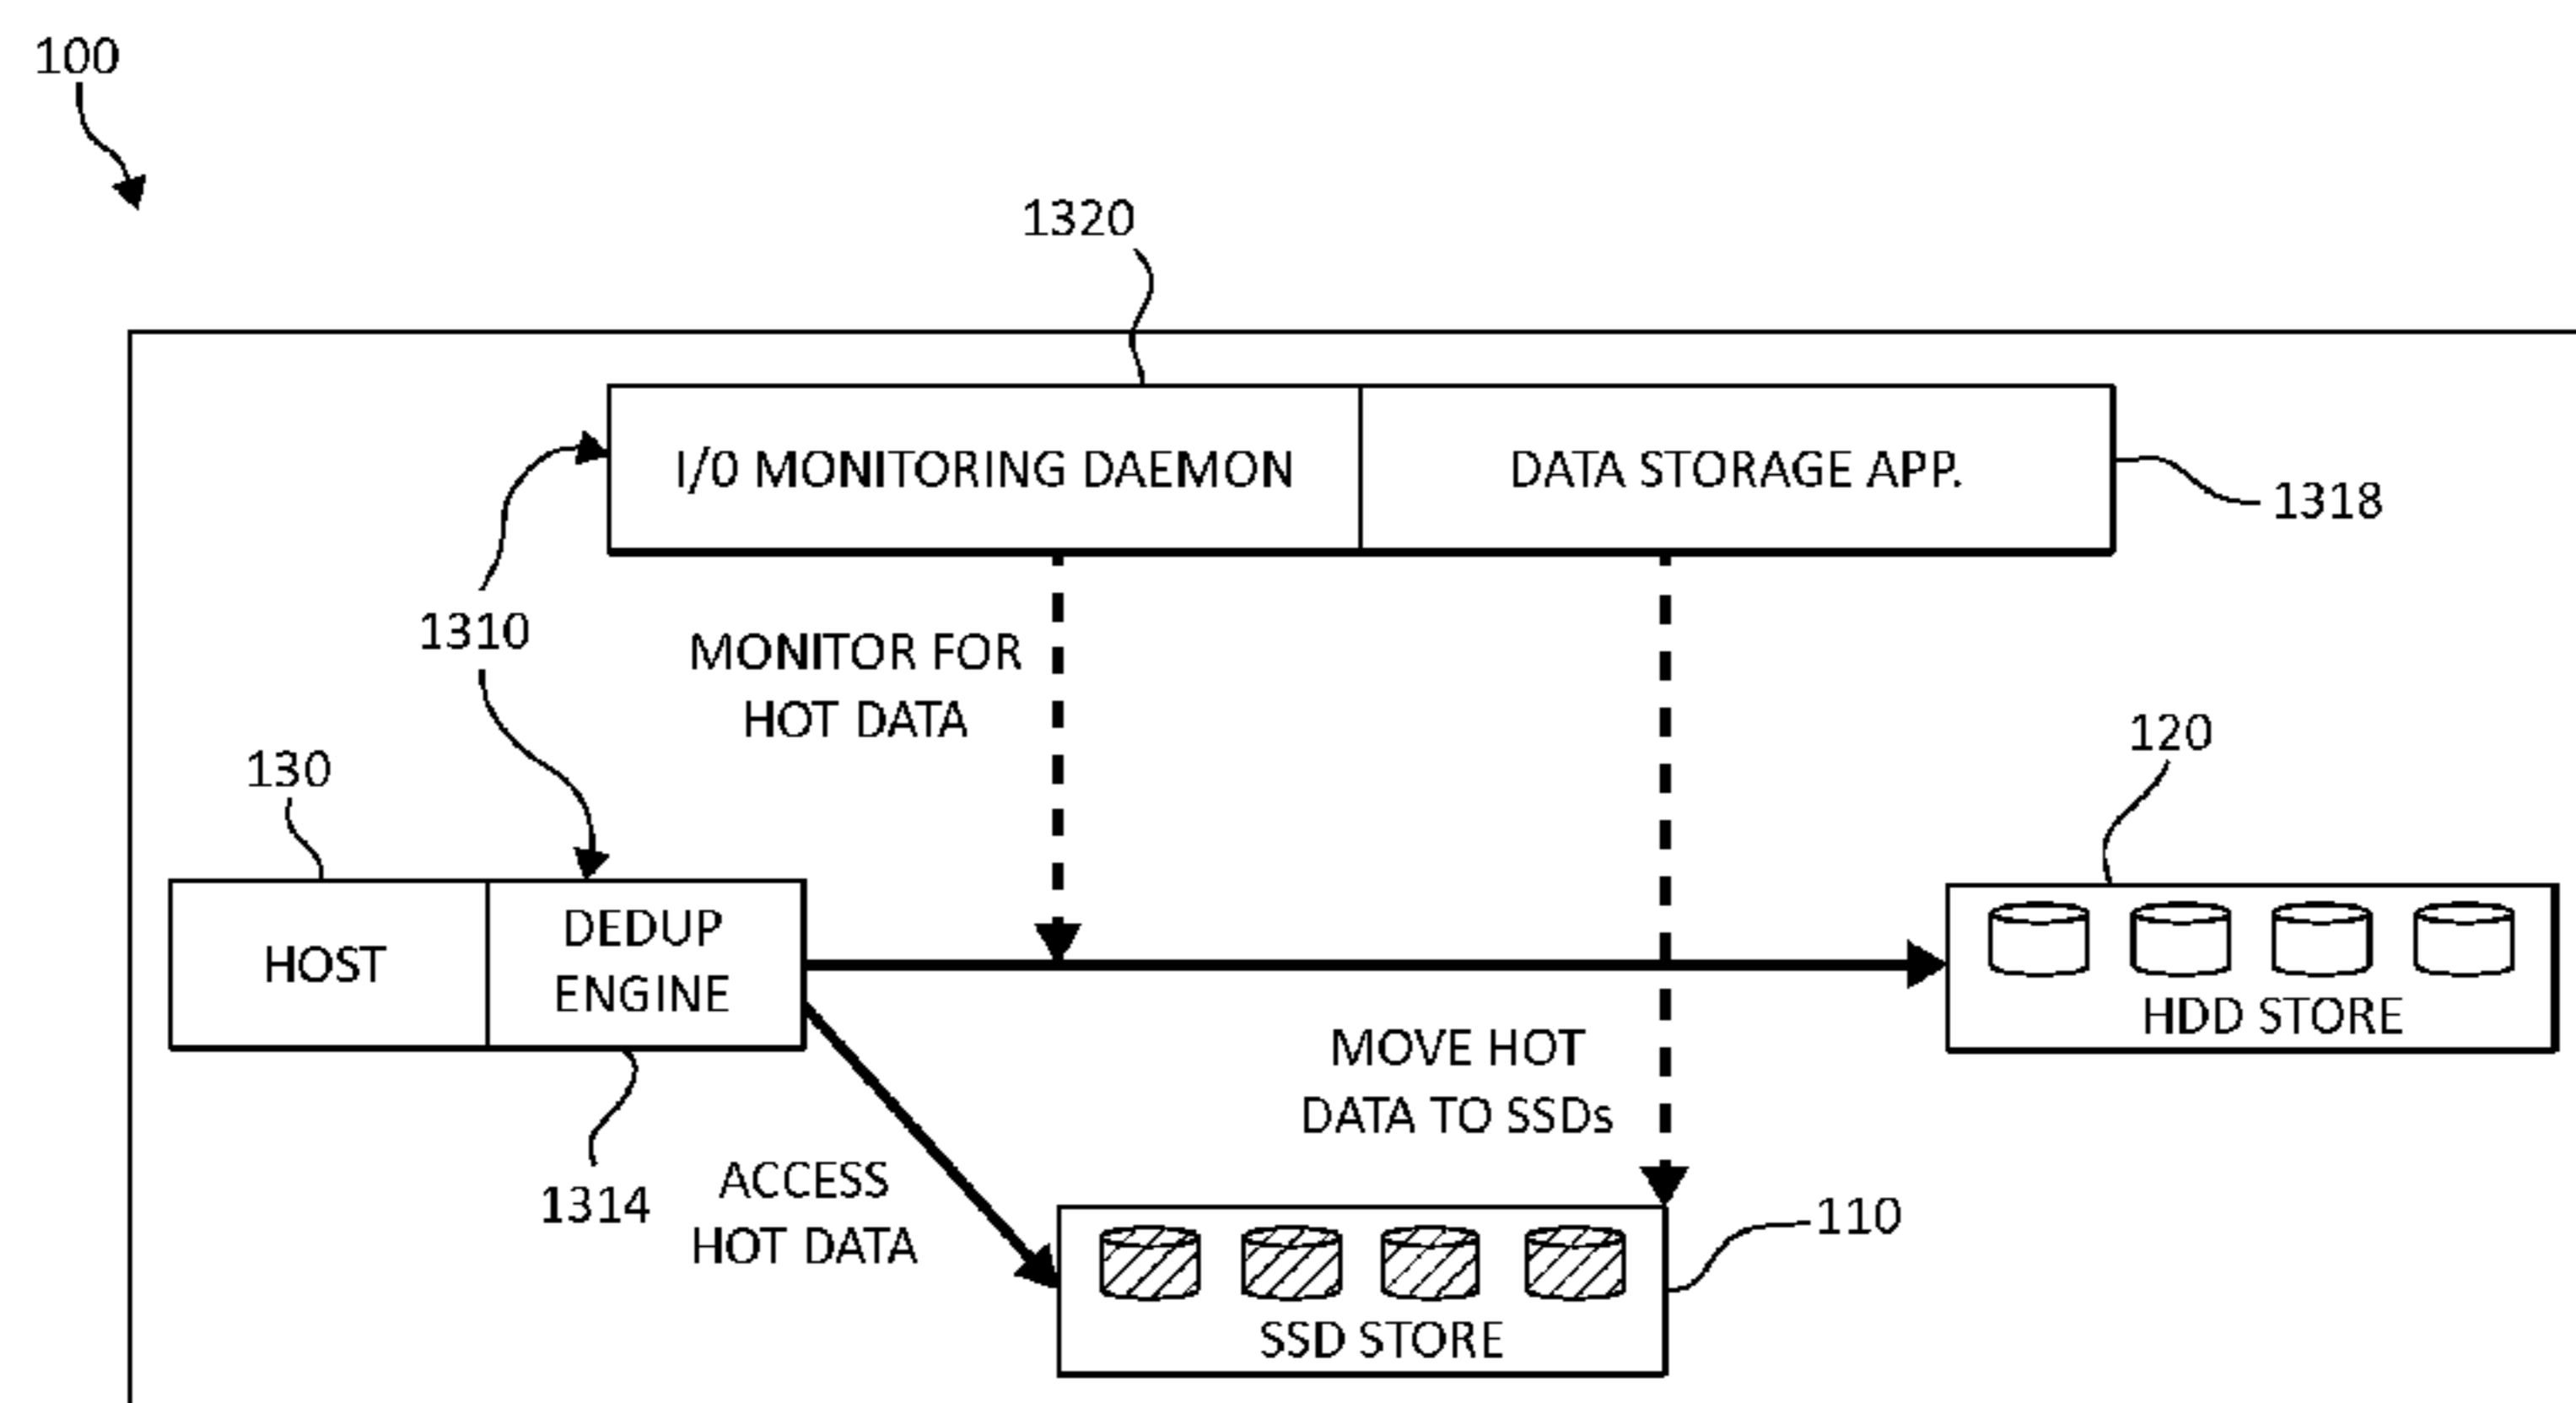 100
1320
I/0 MONITORING DAEMON
DATA STORAGE APP.
1318
1310
MONITOR FOR
HOT DATA
130
120
HOST
DEDUP
ENGINE
HDD STORE
MOVE HOT
DATA TO SSDs
1314
ACCESS
HOT DATA
110
SSD STORE